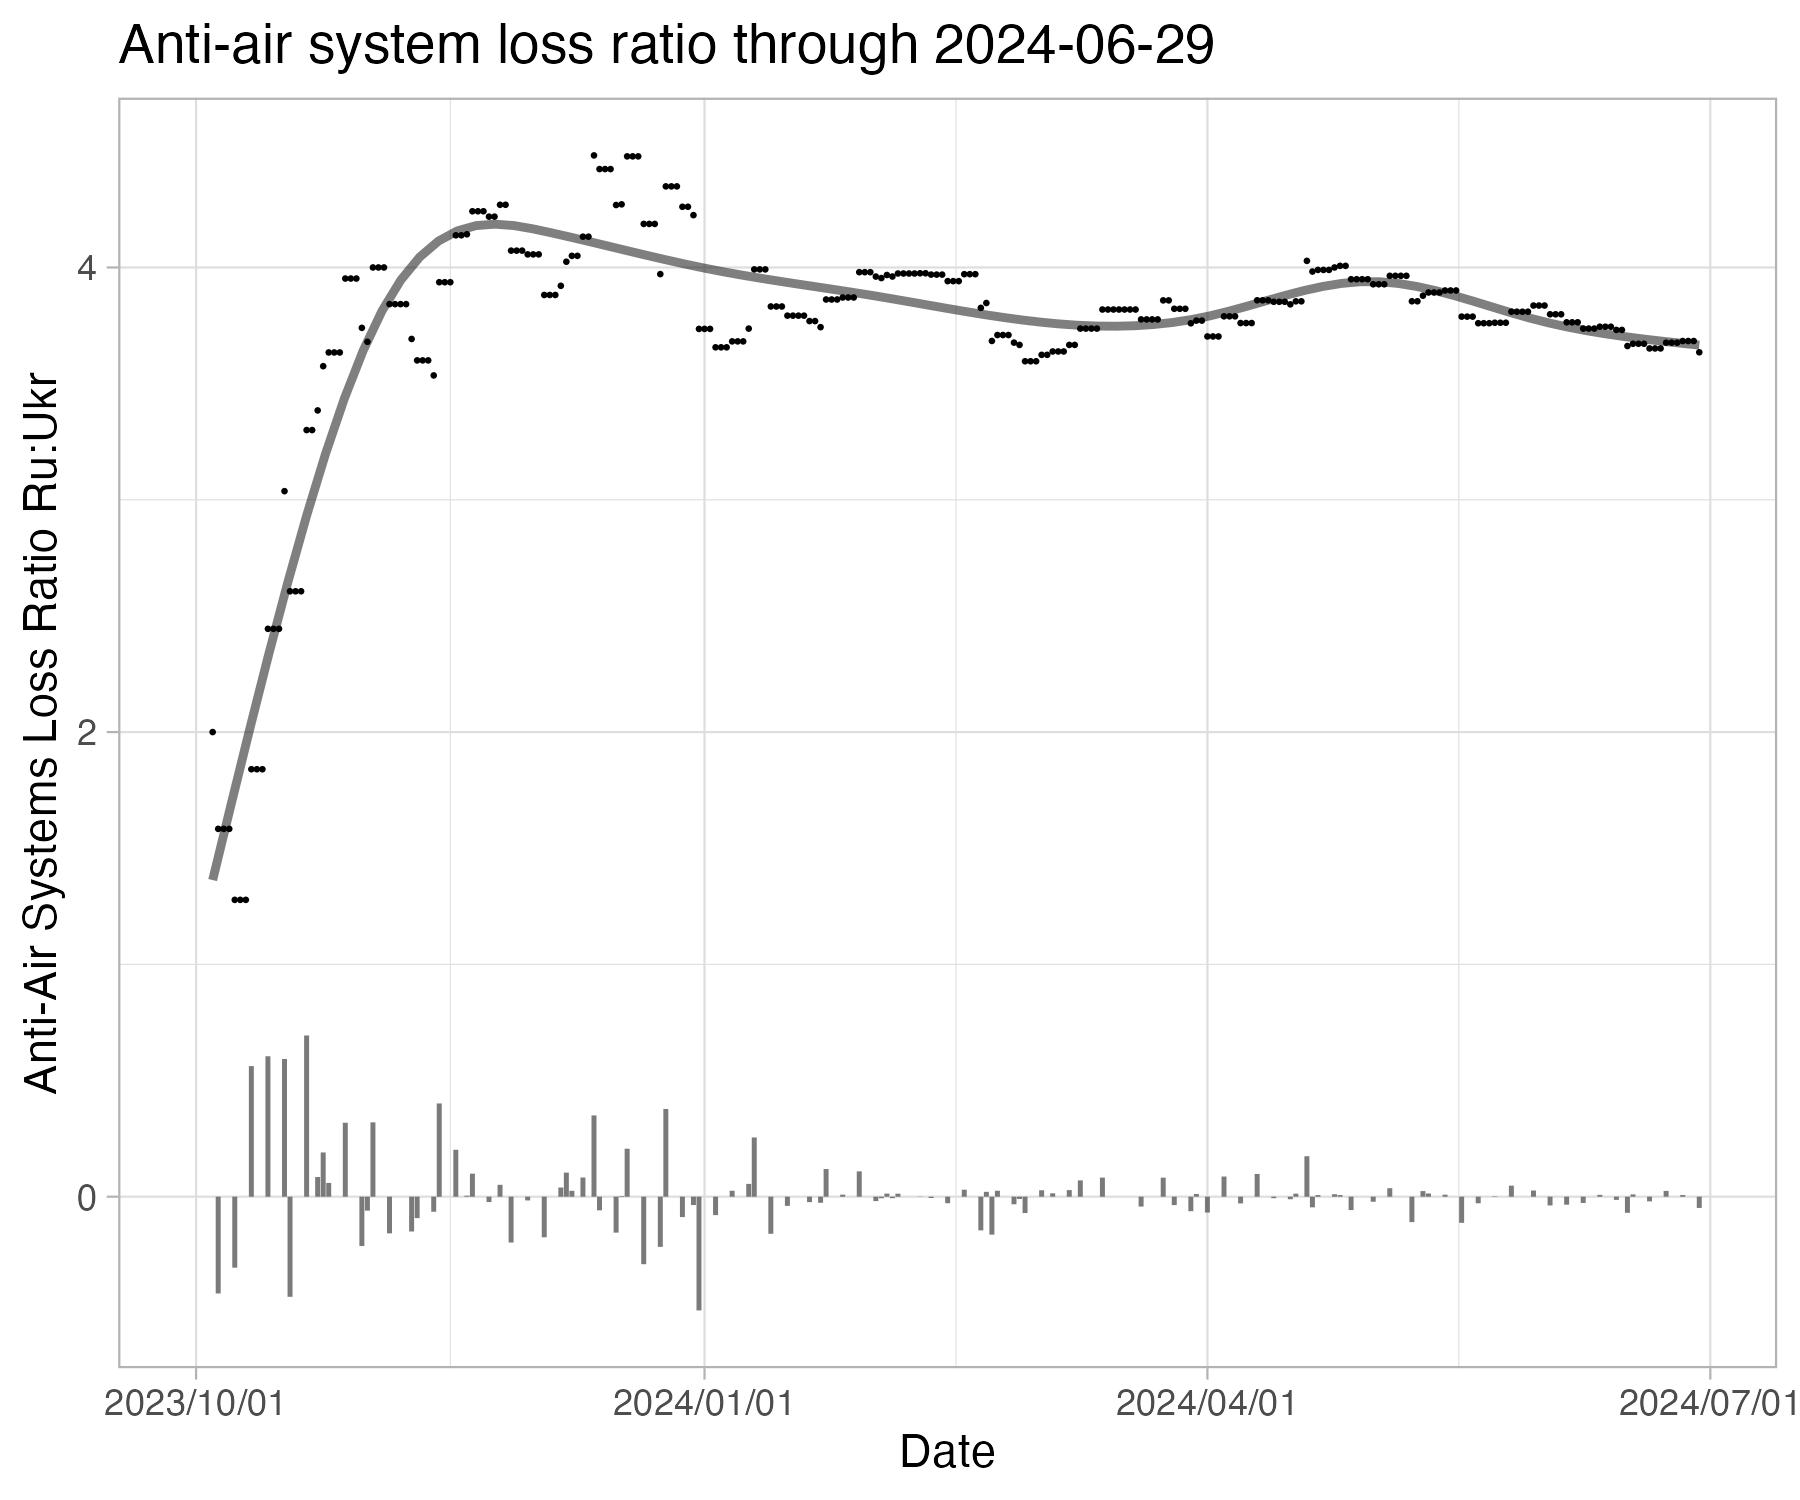 Anti-air system loss ratio through 2024-06-29
Anti-Air Systems Loss Ratio Ru:Ukr
4
2
0
2023/10/01
2024/01/01
2024/04/01
2024/07/01
Date